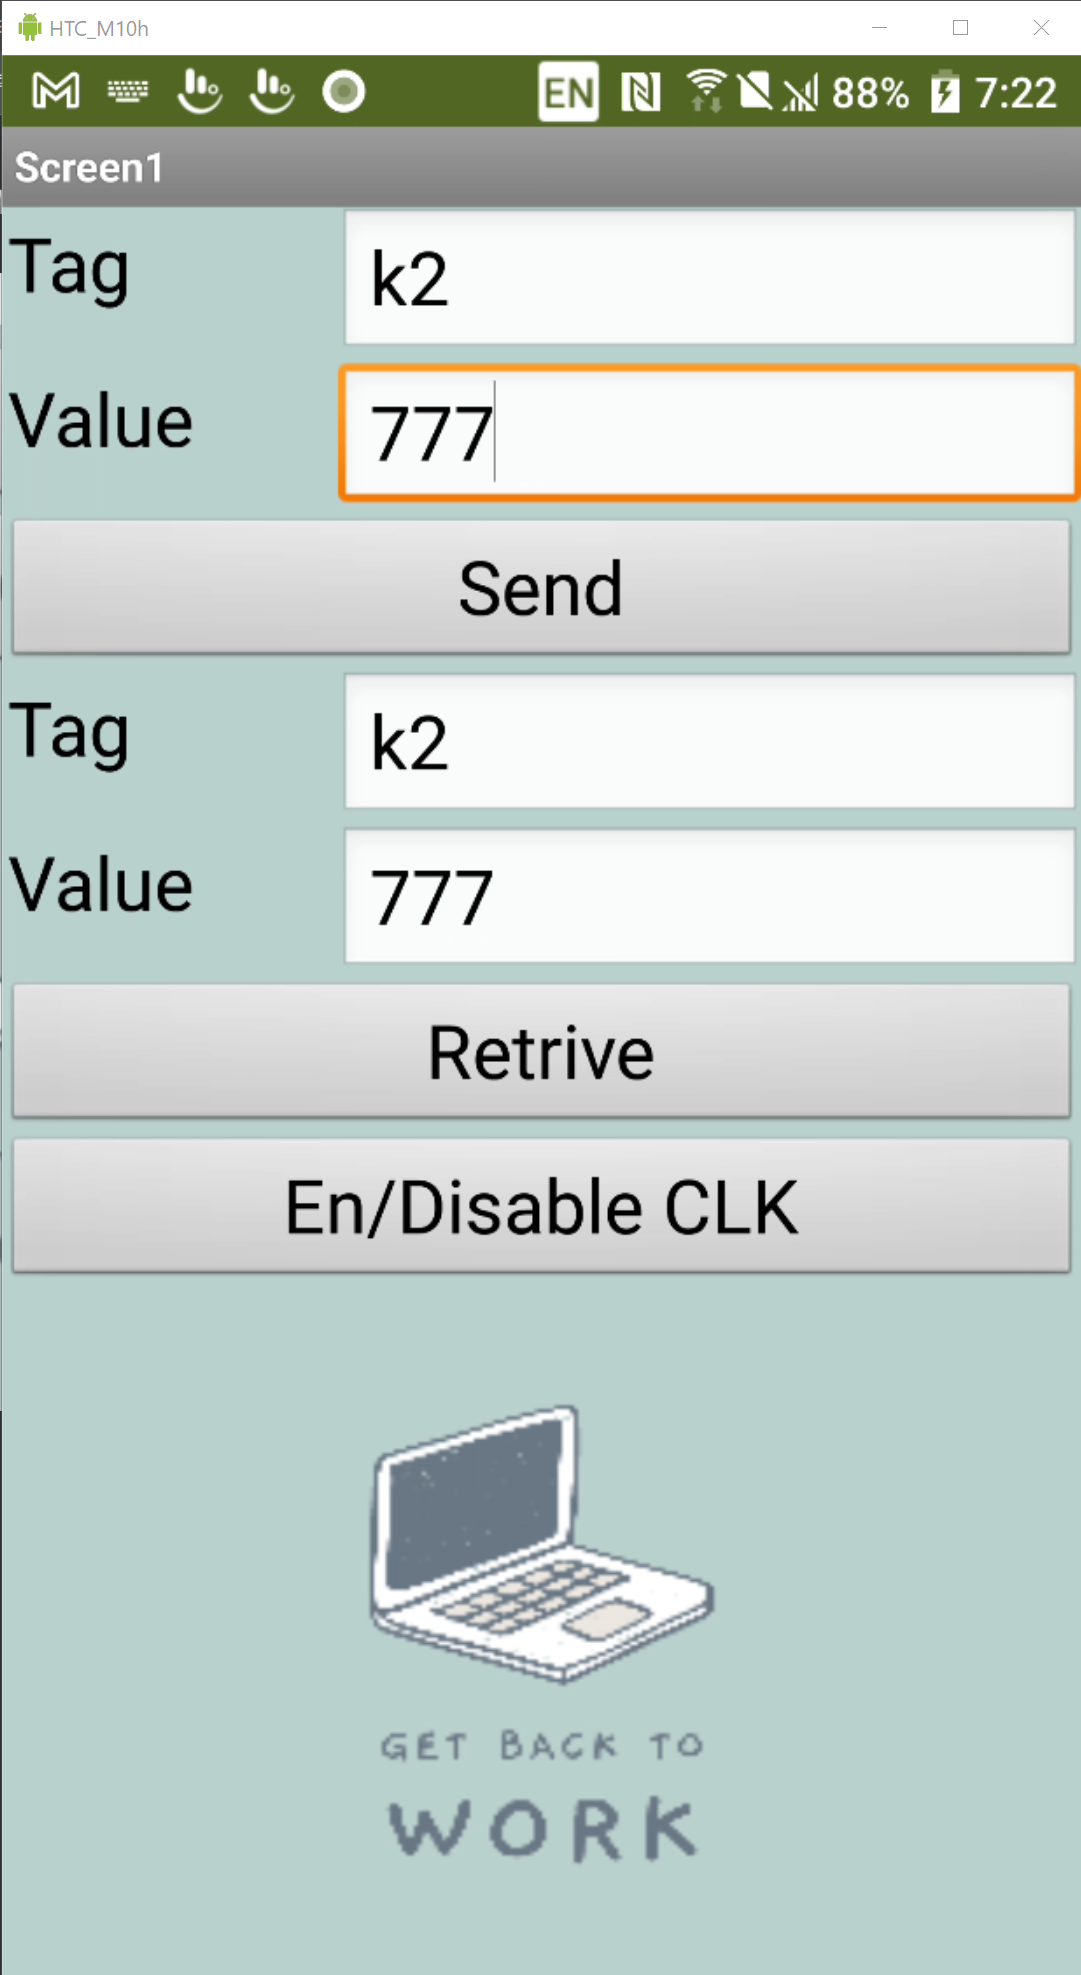 HTC_M10h
EN 88% 7:22
Screen1
Tag k2
Value 777
Send
Tag k2
Value 777
Retrive
En/Disable CLK
GET BACK TO
WORK